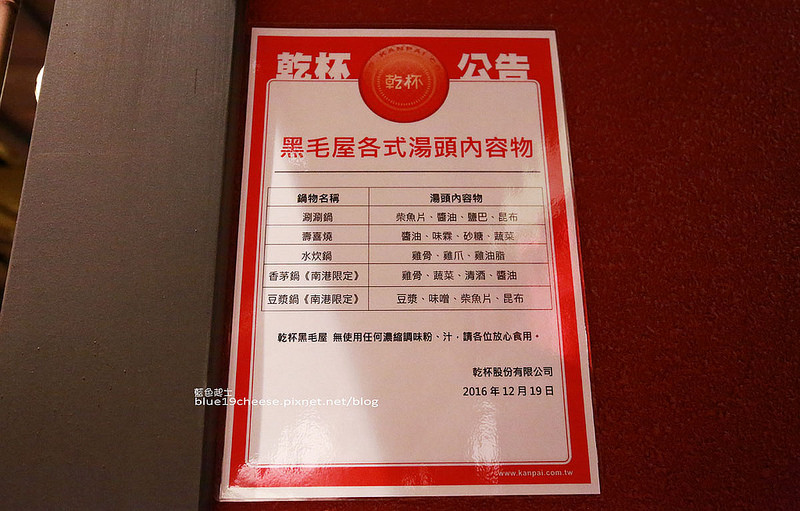 乾杯 公告
KANPAI
乾杯
黑毛屋各式湯頭內容物
鍋物名稱 湯頭內容物
涮涮鍋 柴魚片、醬油、鹽巴、昆布
壽喜燒 醬油、味霖、砂糖、蔬菜
水炊鍋 雞骨、雞爪、雞油脂
香茅鍋《南港限定》 雞骨、蔬菜、清酒、醬油
豆漿鍋《南港限定》 豆漿、味噌、柴魚片、昆布
乾杯黑毛屋 無使用任何濃縮調味粉、汁，請各位放心食用。
乾杯股份有限公司
2016 年 12 月 19 日
藍色起士
blue19cheese.pixnet.net/blog
www.kanpai.com.tw